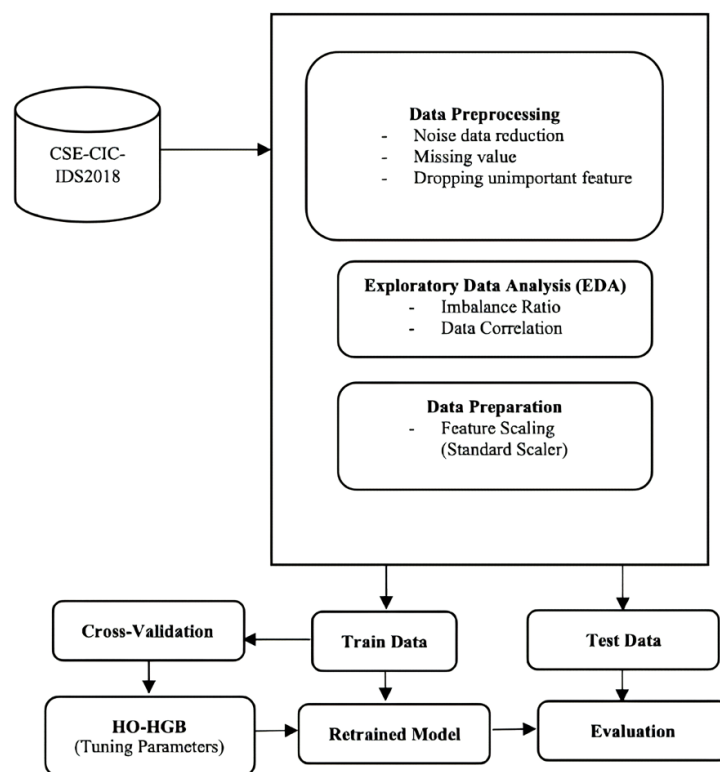 CSE-CIC-
IDS2018
Data Preprocessing
- Noise data reduction
- Missing value
- Dropping unimportant feature
Exploratory Data Analysis (EDA)
- Imbalance Ratio
- Data Correlation
Data Preparation
- Feature Scaling
(Standard Scaler)
Cross-Validation
Train Data
Test Data
HO-HGB
(Tuning Parameters)
Retrained Model
Evaluation